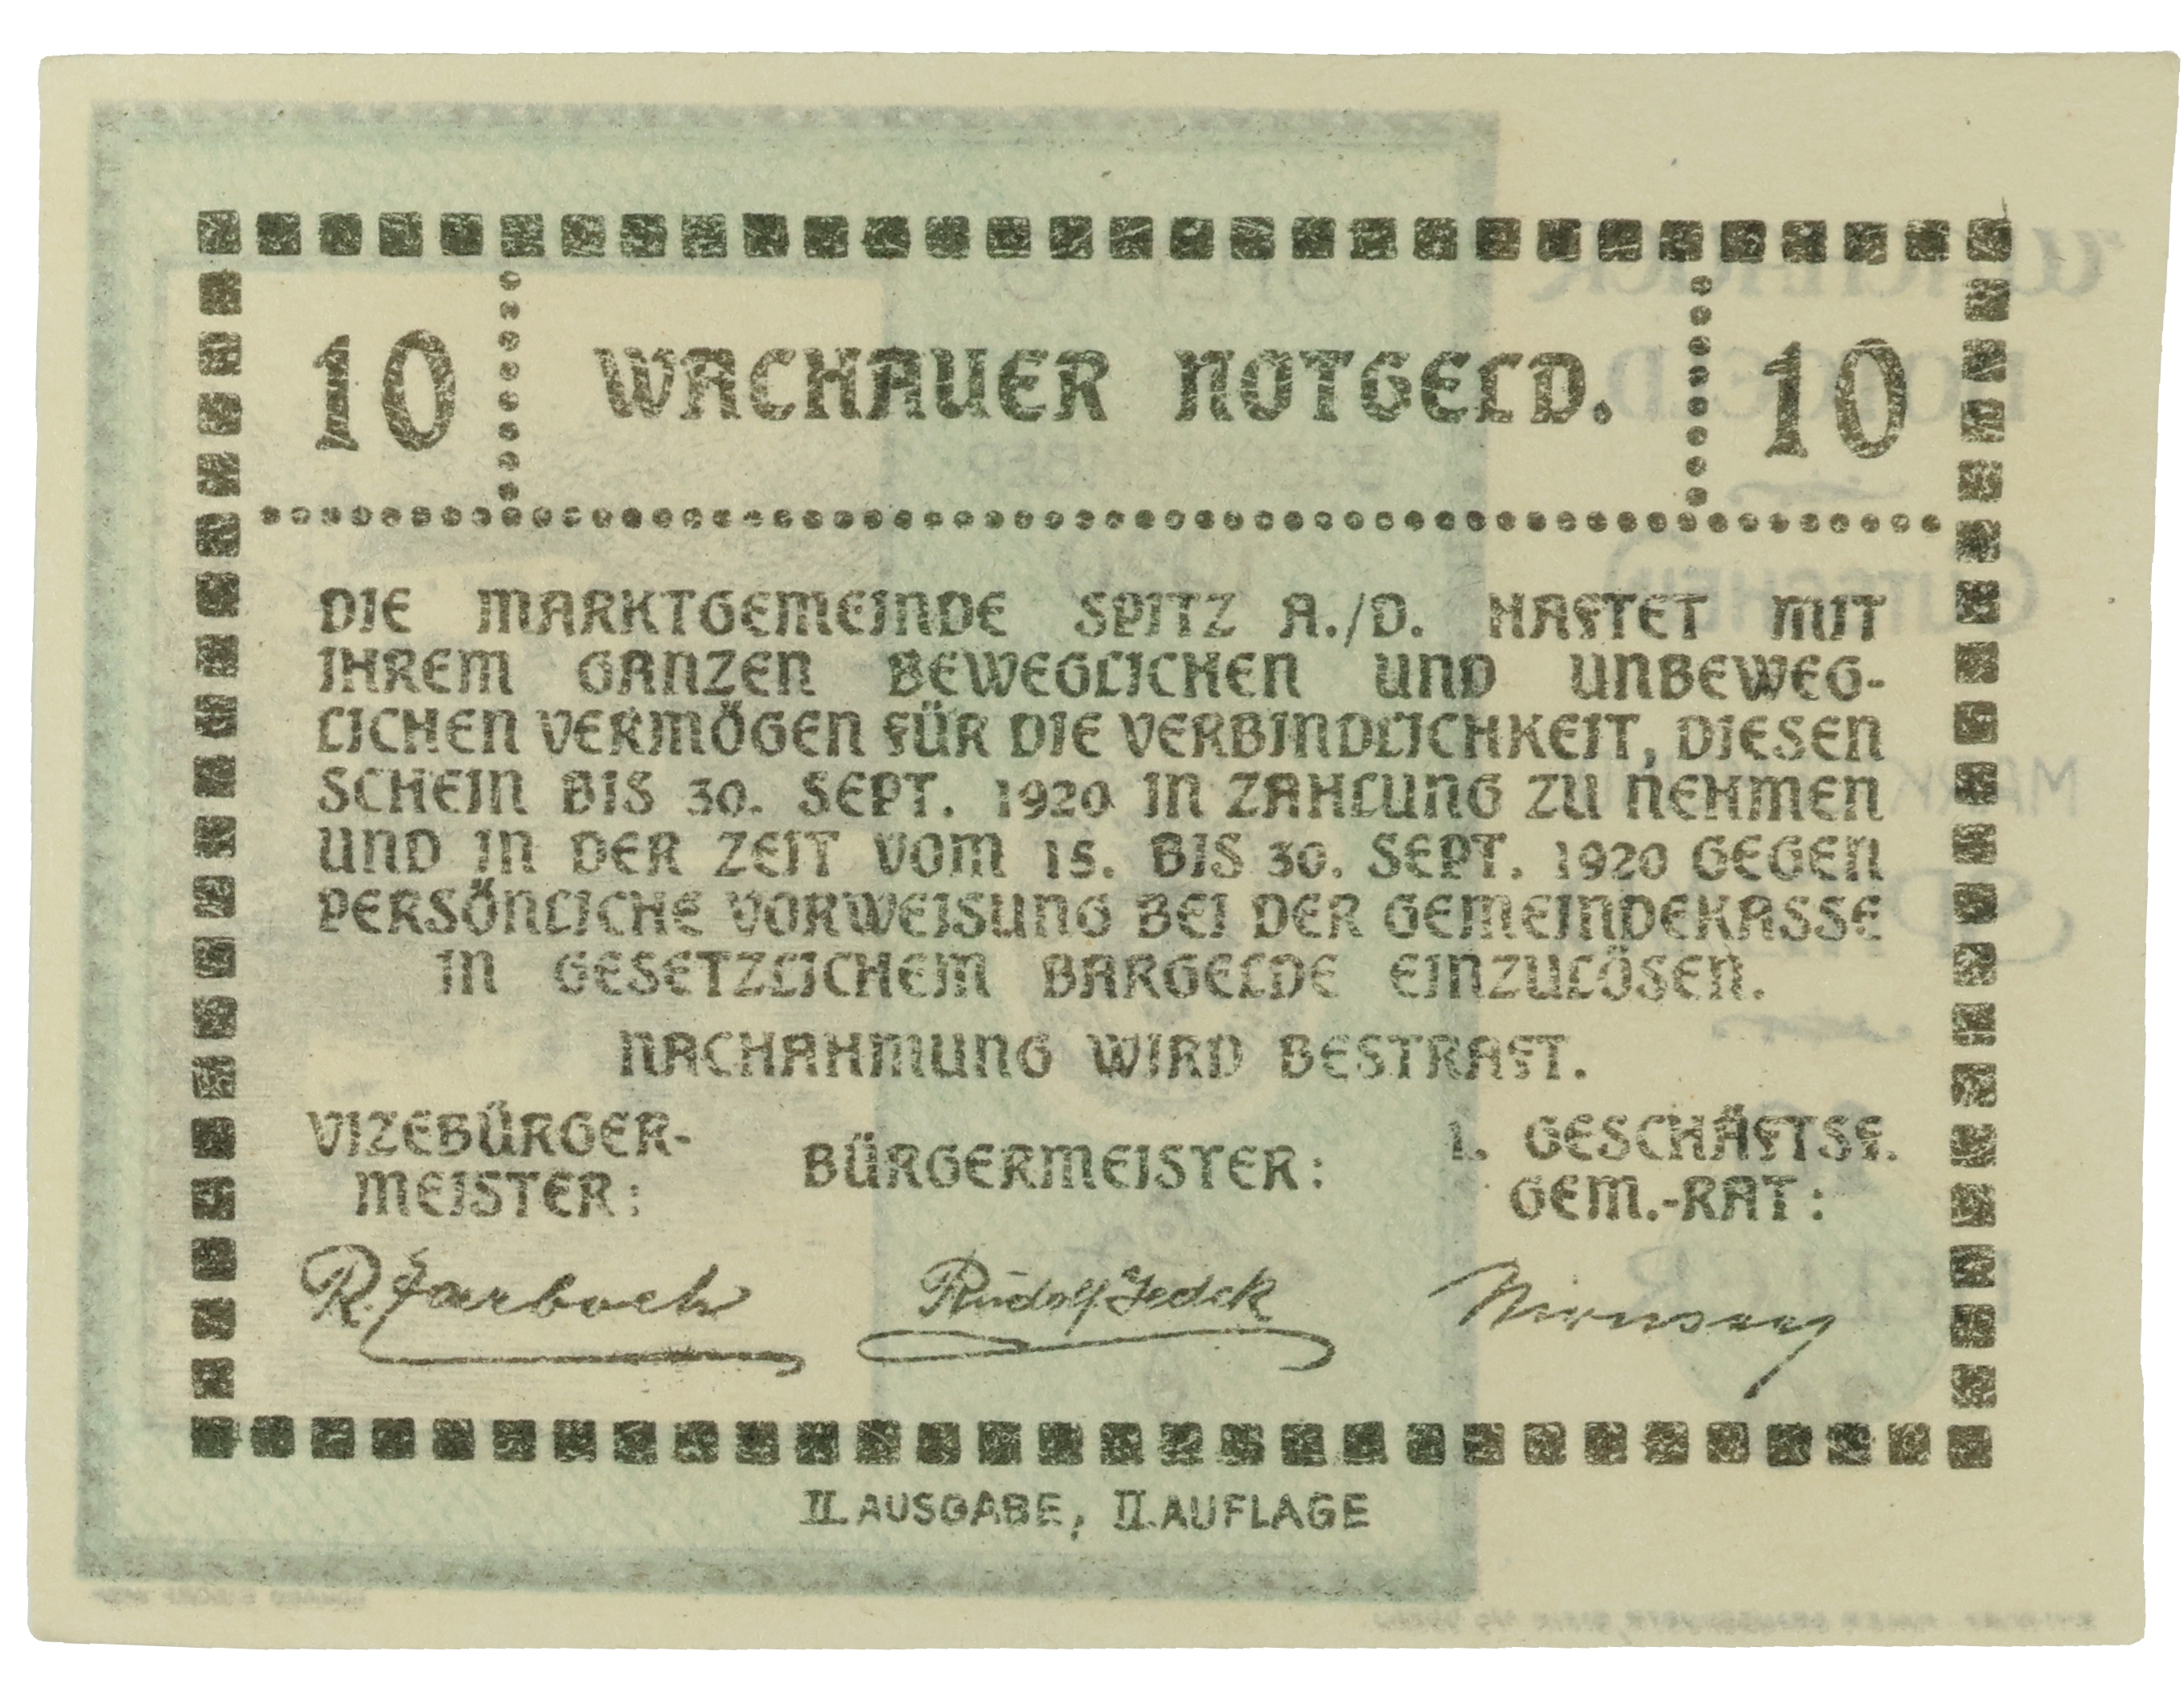 10 WACHAUER NOTGELD. 10
DIE MARKTGEMEINDE SPITZ A./D. HAFTET MIT
IHREM GANZEN BEWEGLICHEN UND UNBEWEG-
LICHEN VERMÖGEN FÜR DIE VERBINDLICHKEIT, DIESEN
SCHEIN BIS 30. SEPT. 1920 IN ZAHLUNG ZU NEHMEN
UND IN DER ZEIT VOM 15. BIS 30. SEPT. 1920 GEGEN
PERSÖNLICHE VORWEISUNG BEI DER GEMEINDEKASSE
IN GESETZLICHEM BARGELDE EINZULÖSEN.
NACHAHMUNG WIRD BESTRAFT.
VIZEBÜRGER-
MEISTER:
BÜRGERMEISTER:
1. GESCHÄFTSF.
GEM.-RAT:
R.
Rudolf Jedek
II. AUSGABE, II. AUFLAGE